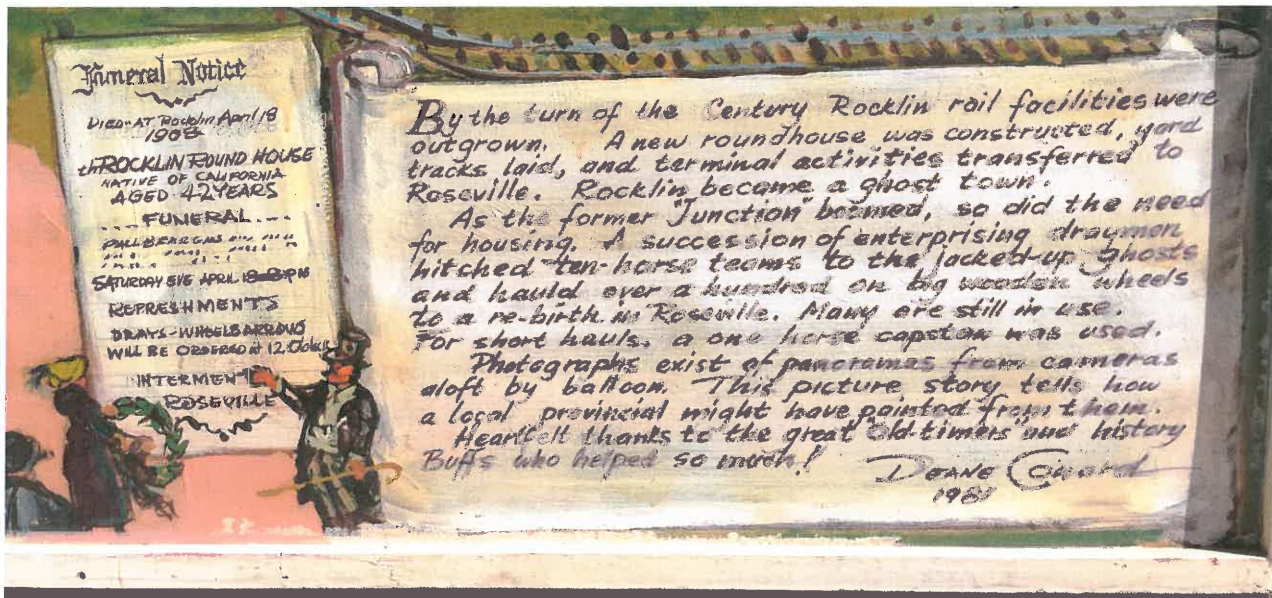 Funeral Notice
DIED-AT Rocklin April 18
1908
th ROCKLIN ROUND HOUSE
NATIVE OF CALIFORNIA
AGED 42 YEARS
....FUNERAL....
PALLBEARERS
SATURDAY EVE APRIL 18 8 PM
REFRESHMENTS
DRAYS-WHEELBARROWS
WILL BE ORDERED at 12 Oclock
INTERMENT
ROSEVILLE
By the turn of the Century Rocklin rail facilities were
outgrown. A new roundhouse was constructed, yard
tracks laid, and terminal activities transferred to
Roseville. Rocklin became a ghost town.
As the former "Junction" boomed, so did the need
for housing. A succession of enterprising draymen
hitched ten-horse teams to the jacked-up ghosts
and hauld over a hundred on big wooden wheels
to a re-birth in Roseville. Many are still in use.
For short hauls, a one horse capstan was used.
Photographs exist of panoramas from cameras
aloft by balloon. This picture story tells how
a local provincial might have painted from them.
Heartfelt thanks to the great "Old-timers" and history
Buffs who helped so much!
DEANE